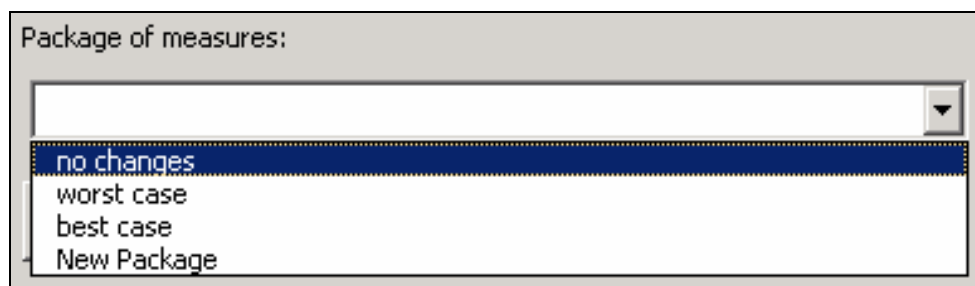 Package of measures:
no changes
worst case
best case
New Package